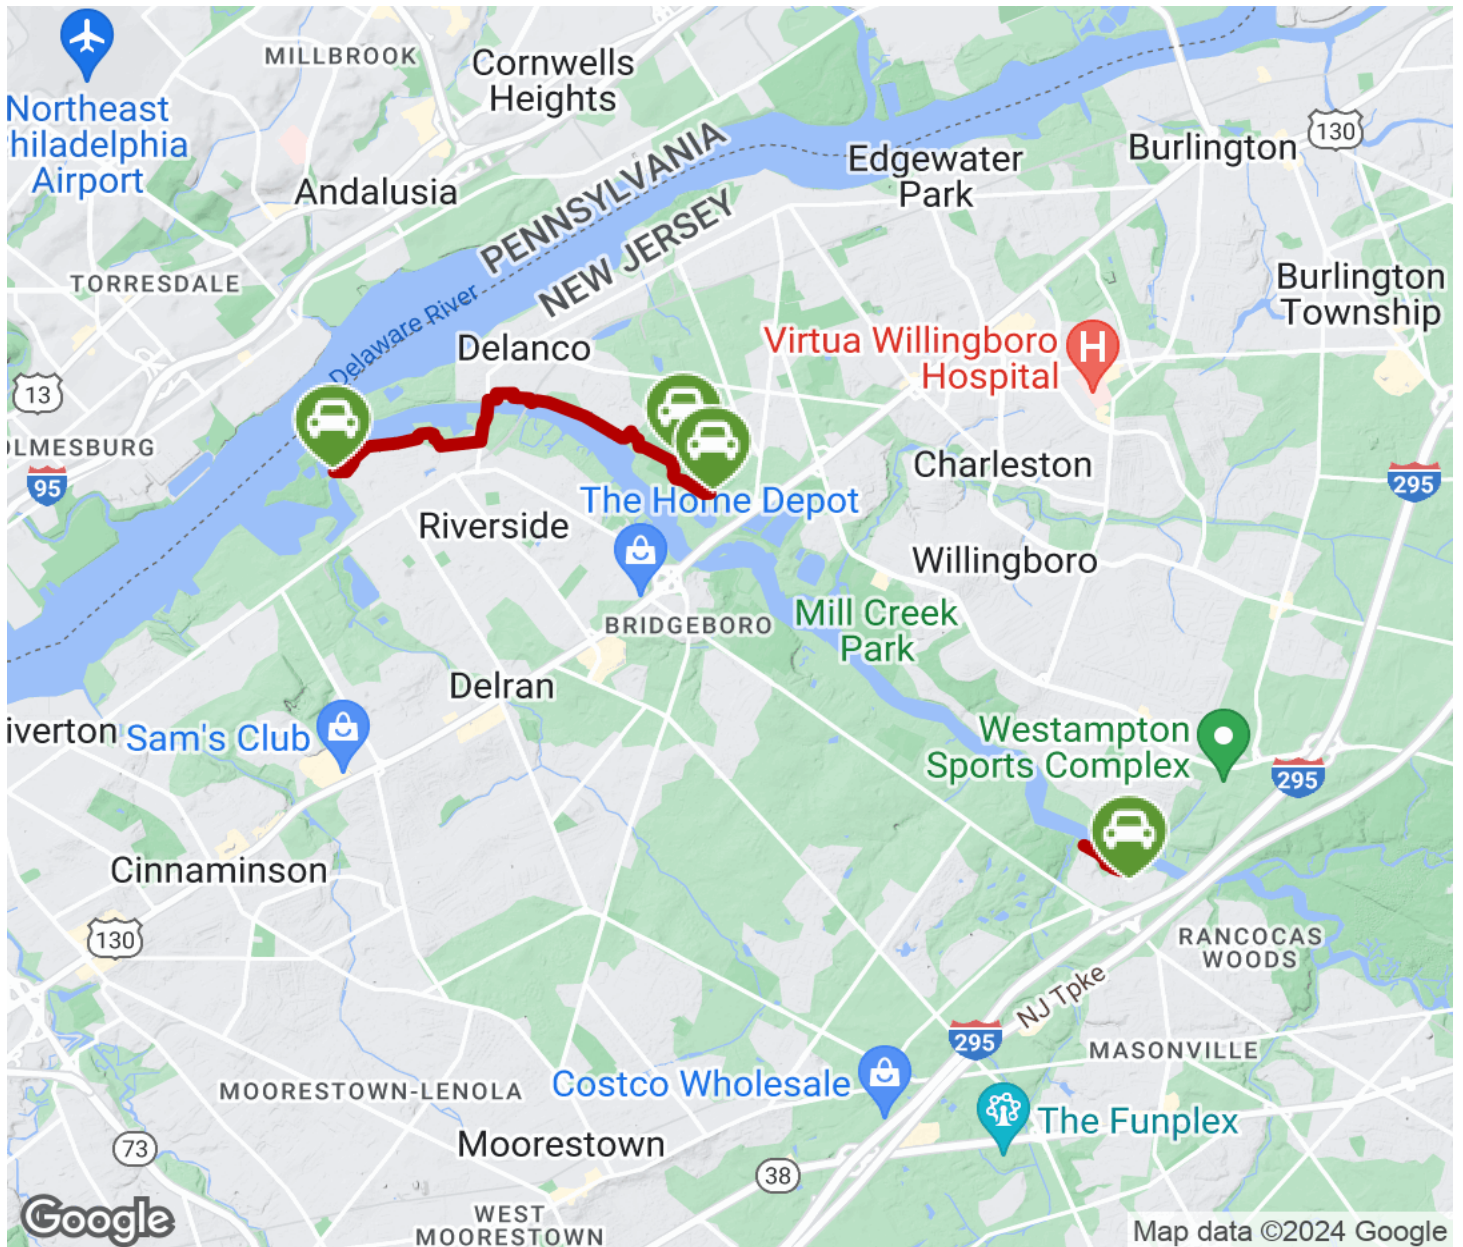 MILLBROOK
Cornwells
Heights
Northeast
hiladelphia
Airport
130
Burlington
Edgewater
Park
PENNSYLVANIA
NEW JERSEY
Andalusia
TORRESDALE
Burlington
Township
Delaware River
Delanco
Virtua Willingboro
Hospital
H
13
OLMESBURG
95
Charleston
295
The Home Depot
Riverside
Willingboro
Mill Creek
Park
BRIDGEBORO
Delran
iverton
Sam's Club
Westampton
Sports Complex
295
Cinnaminson
130
RANCOCAS
WOODS
NJ Tpke
295
MASONVILLE
MOORESTOWN-LENOLA
Costco Wholesale
The Funplex
73
Moorestown
38
WEST
MOORESTOWN
Google
Map data ©2024 Google